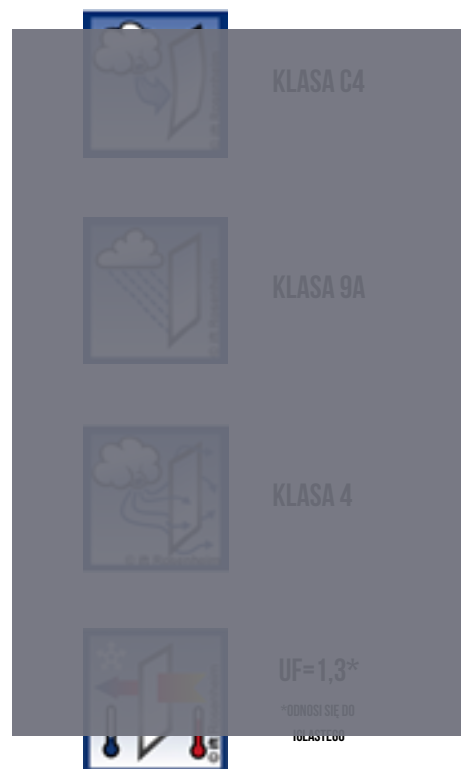 KLASA C4
KLASA 9A
KLASA 4
UF=1,3*
*ODNOSI SIĘ DO
IGLASTEGO